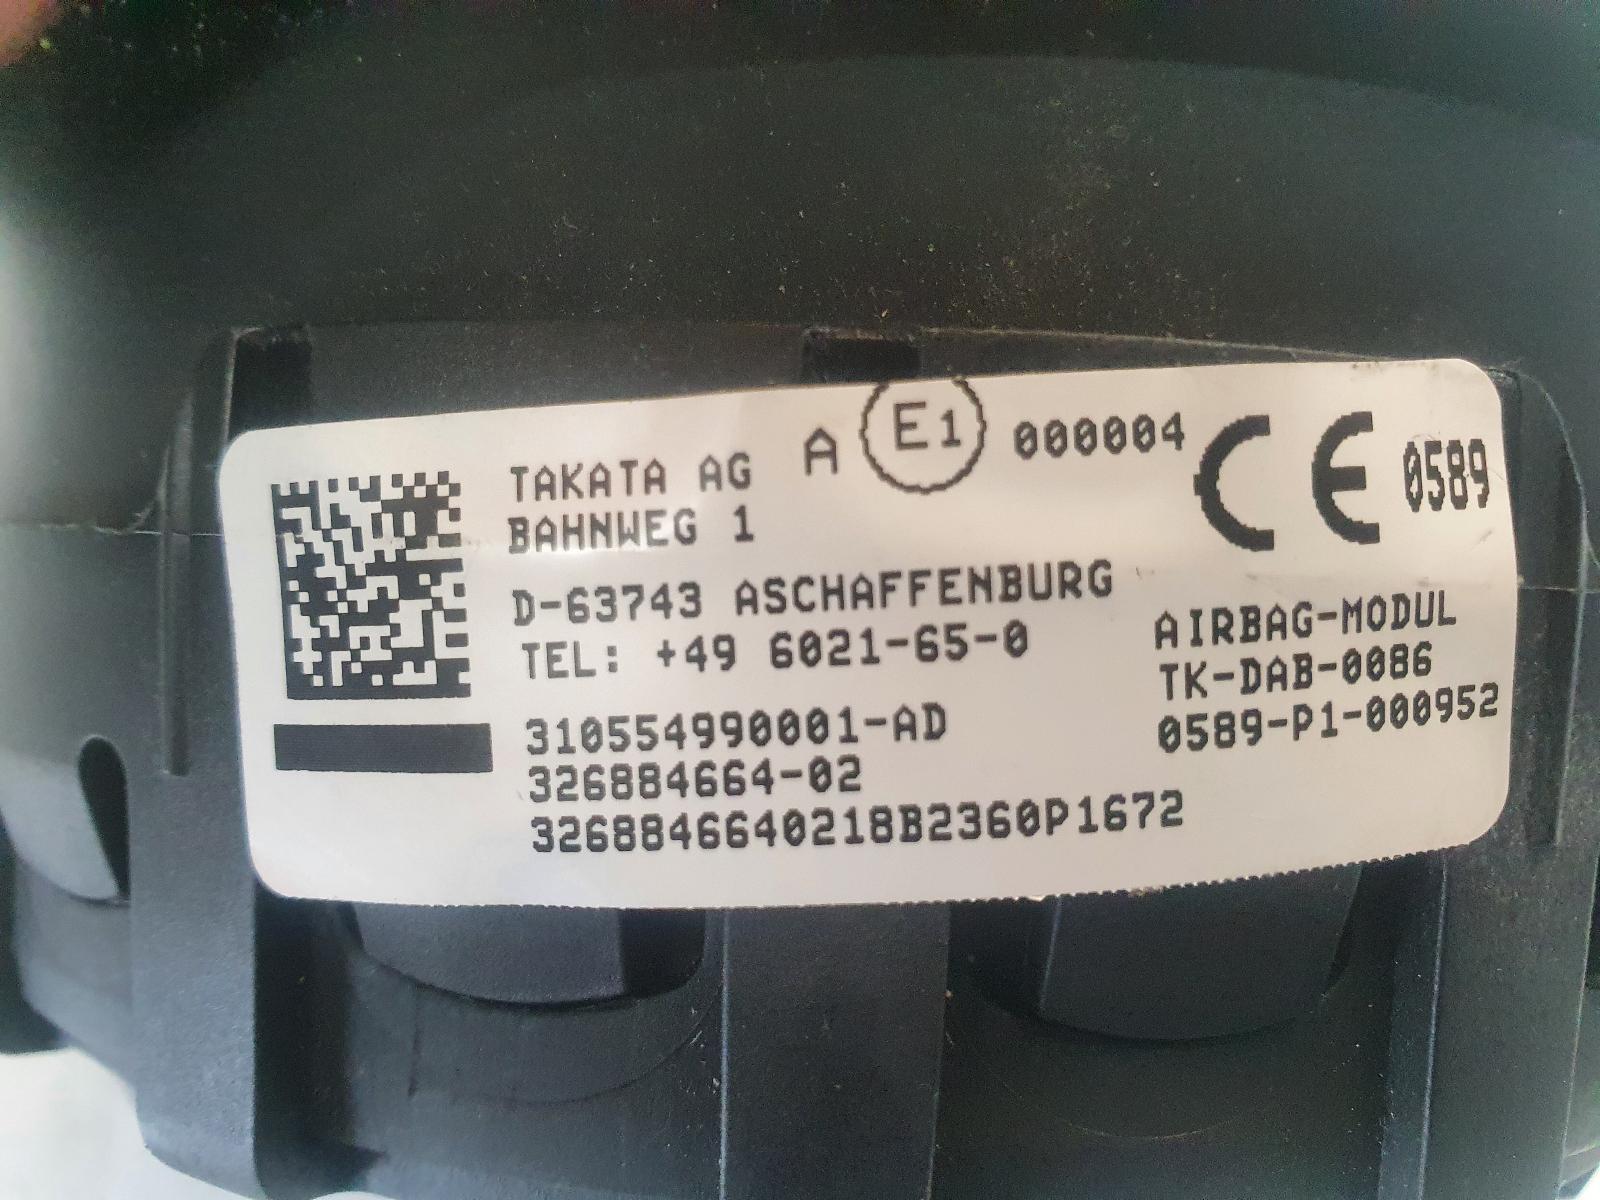 TAKATA AG A E1 000004 CE 0589
BAHNWEG 1
D-63743 ASCHAFFENBURG
TEL: +49 6021-65-0
AIRBAG-MODUL
TK-DAB-0086
0589-P1-000952
310554990001-AD
326884664-02
3268846640218B2360P1672